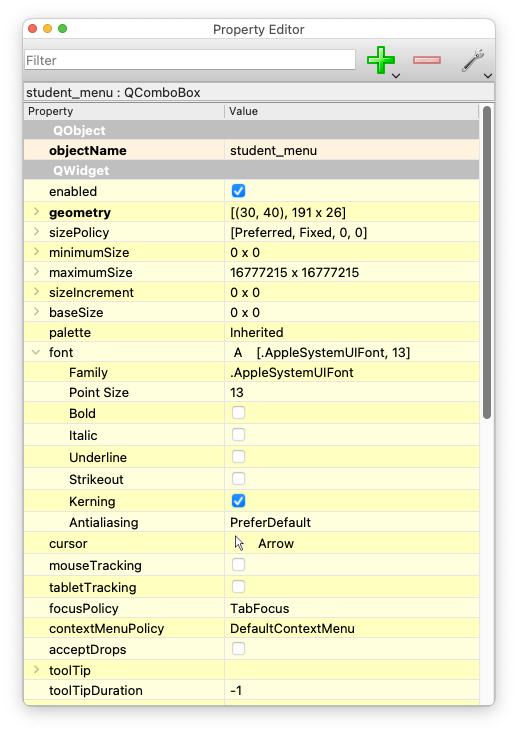 Property Editor
Filter
student_menu : QComboBox
Property Value
QObject
objectName student_menu
QWidget
enabled
geometry [(30, 40), 191 x 26]
sizePolicy [Preferred, Fixed, 0, 0]
minimumSize 0 x 0
maximumSize 16777215 x 16777215
sizeIncrement 0 x 0
baseSize 0 x 0
palette Inherited
font A [.AppleSystemUIFont, 13]
Family .AppleSystemUIFont
Point Size 13
Bold
Italic
Underline
Strikeout
Kerning
Antialiasing PreferDefault
cursor Arrow
mouseTracking
tabletTracking
focusPolicy TabFocus
contextMenuPolicy DefaultContextMenu
acceptDrops
toolTip
toolTipDuration -1